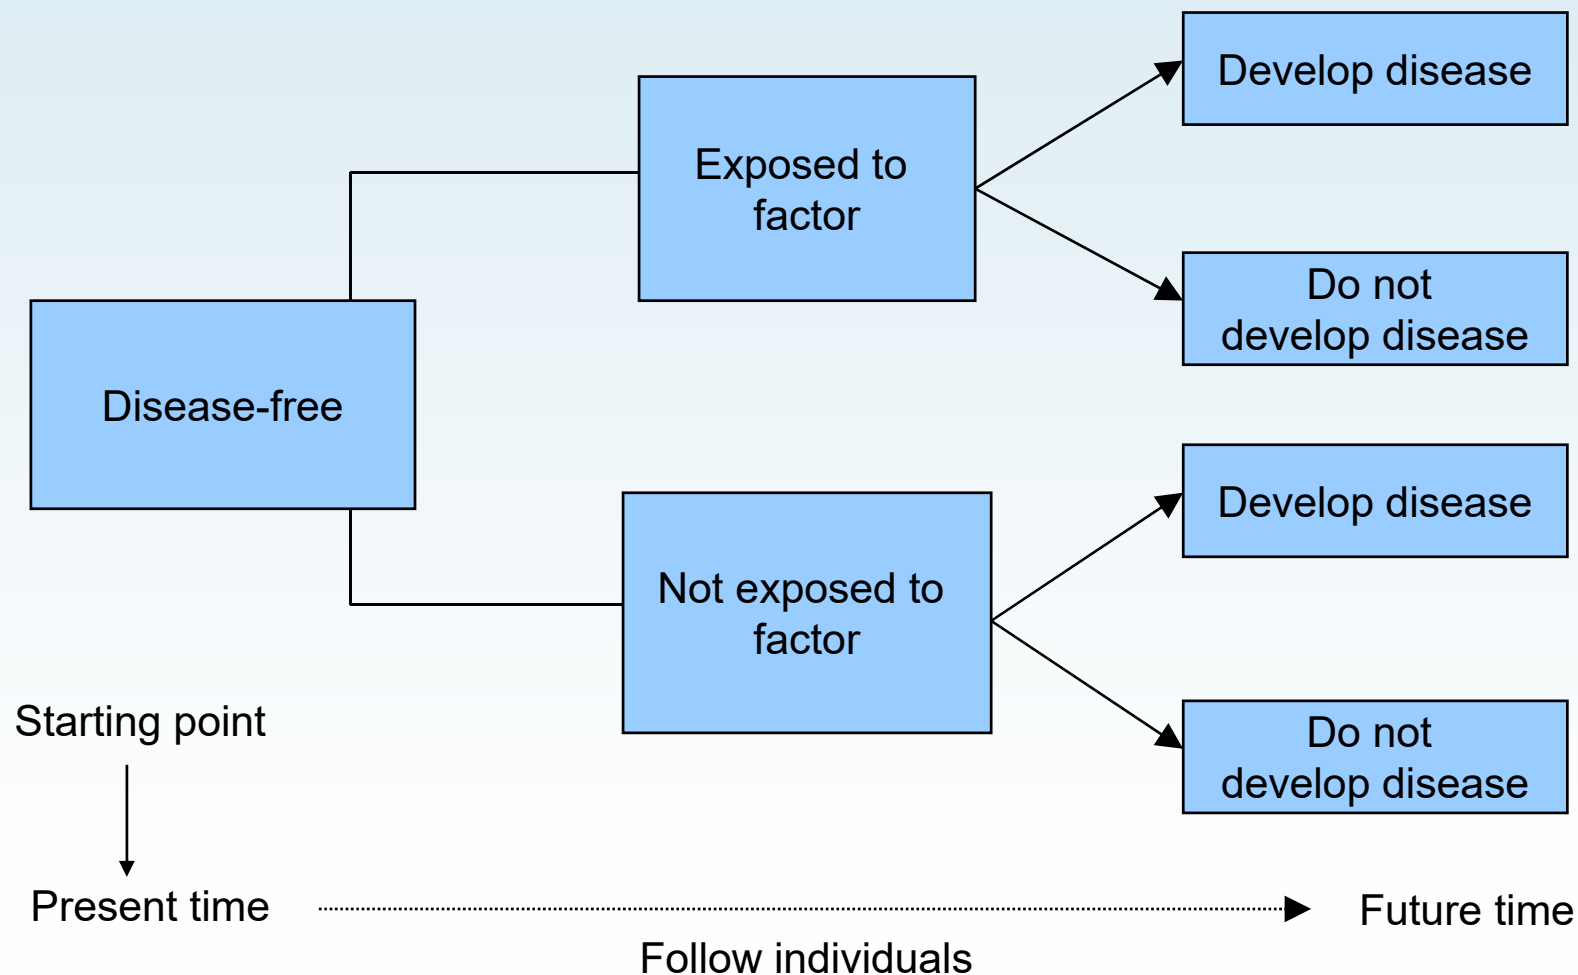 Develop disease
Exposed to
factor
Do not
develop disease
Disease-free
Develop disease
Not exposed to
factor
Do not
develop disease
Starting point
Present time
Future time
Follow individuals